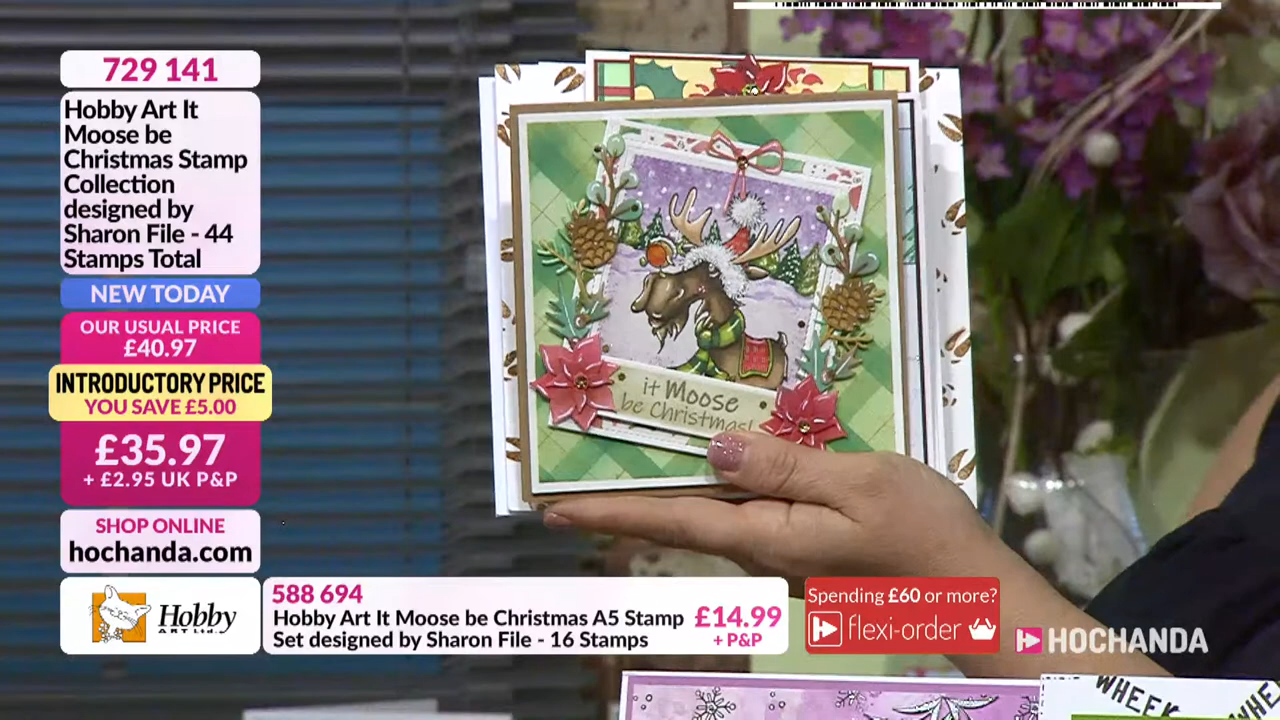 729 141
Hobby Art It
Moose be
Christmas Stamp
Collection
designed by
Sharon File - 44
Stamps Total
NEW TODAY
OUR USUAL PRICE
£40.97
INTRODUCTORY PRICE
YOU SAVE £5.00
£35.97
+ £2.95 UK P&P
SHOP ONLINE
hochanda.com
Hobby
ART Ltd.
588 694
Hobby Art It Moose be Christmas A5 Stamp
Set designed by Sharon File - 16 Stamps
£14.99
+ P&P
Spending £60 or more?
flexi-order
HOCHANDA
it Moose
be Christmas!
WHEEK